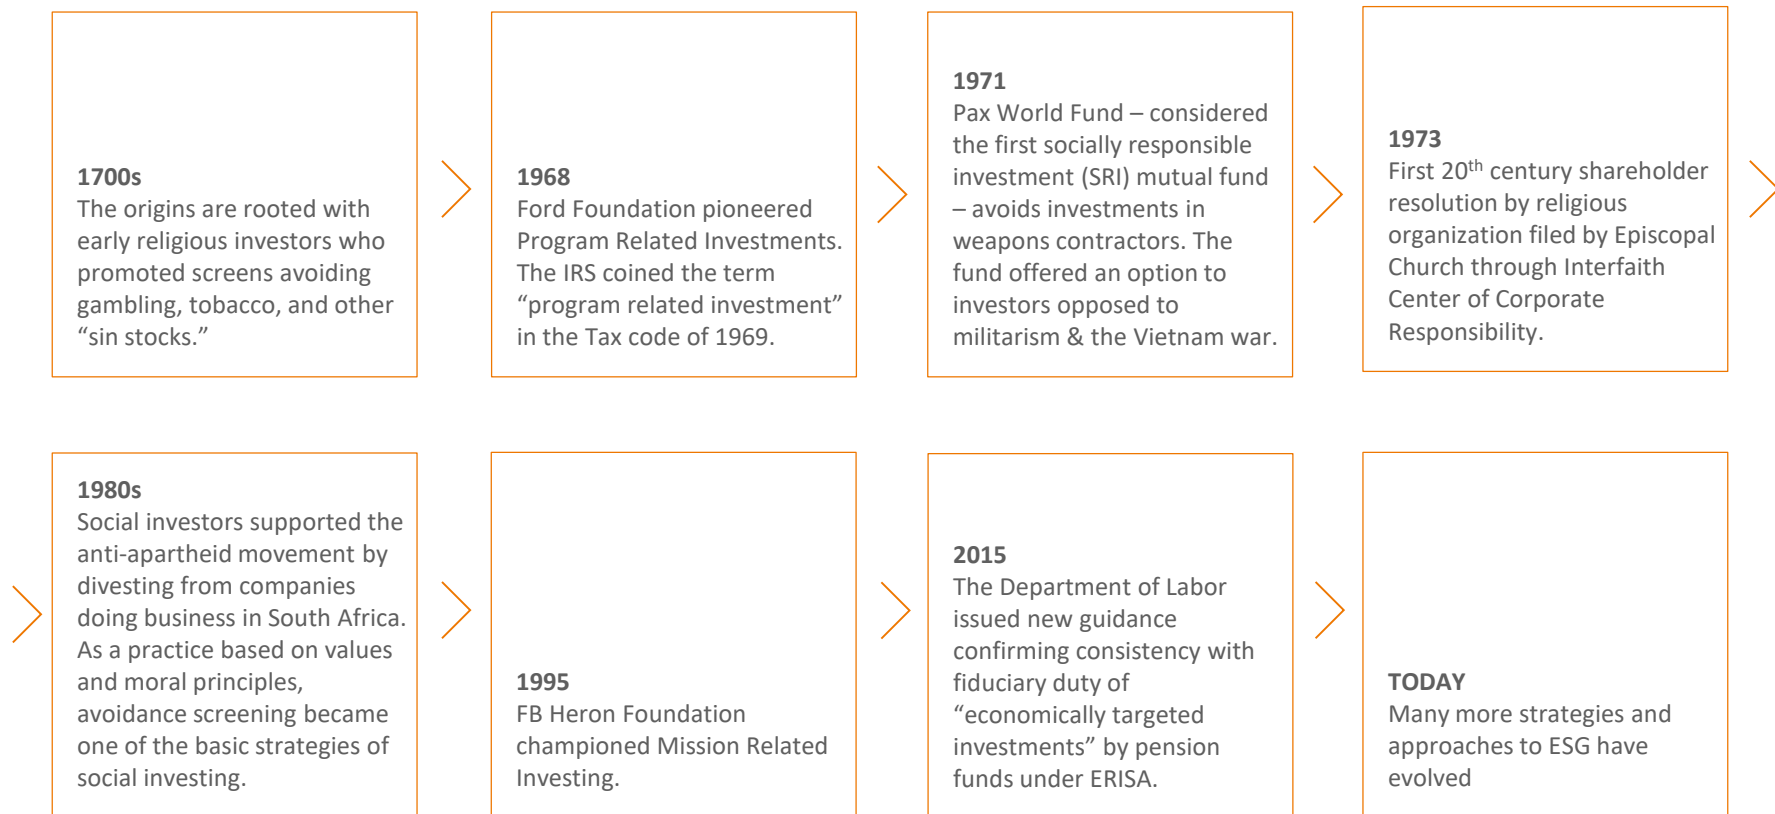 1700s
The origins are rooted with
early religious investors who
promoted screens avoiding
gambling, tobacco, and other
“sin stocks.”
1968
Ford Foundation pioneered
Program Related Investments.
The IRS coined the term
“program related investment”
in the Tax code of 1969.
1971
Pax World Fund – considered
the first socially responsible
investment (SRI) mutual fund
– avoids investments in
weapons contractors. The
fund offered an option to
investors opposed to
militarism & the Vietnam war.
1973
First 20th century shareholder
resolution by religious
organization filed by Episcopal
Church through Interfaith
Center of Corporate
Responsibility.
1980s
Social investors supported the
anti-apartheid movement by
divesting from companies
doing business in South Africa.
As a practice based on values
and moral principles,
avoidance screening became
one of the basic strategies of
social investing.
1995
FB Heron Foundation
championed Mission Related
Investing.
2015
The Department of Labor
issued new guidance
confirming consistency with
fiduciary duty of
“economically targeted
investments” by pension
funds under ERISA.
TODAY
Many more strategies and
approaches to ESG have
evolved